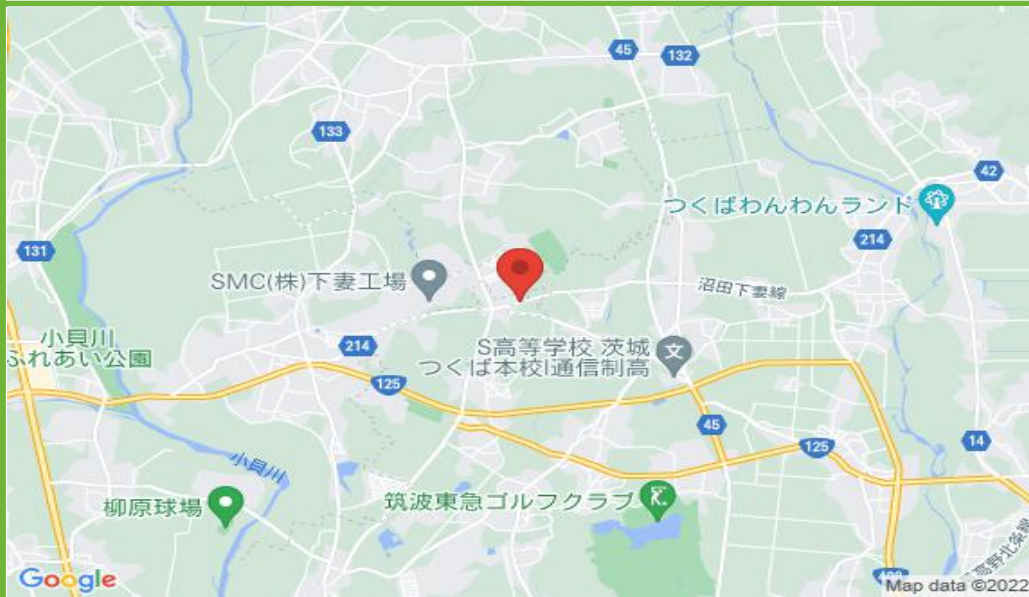 45
132
133
42
つくばわんわんランド
214
131
SMC(株)下妻工場
沼田下妻線
小貝川
ふれあい公園
214
S高等学校 茨城
つくば本校|通信制高
125
45
125
14
小貝川
柳原球場
筑波東急ゴルフクラブ
Google
Map data ©2022